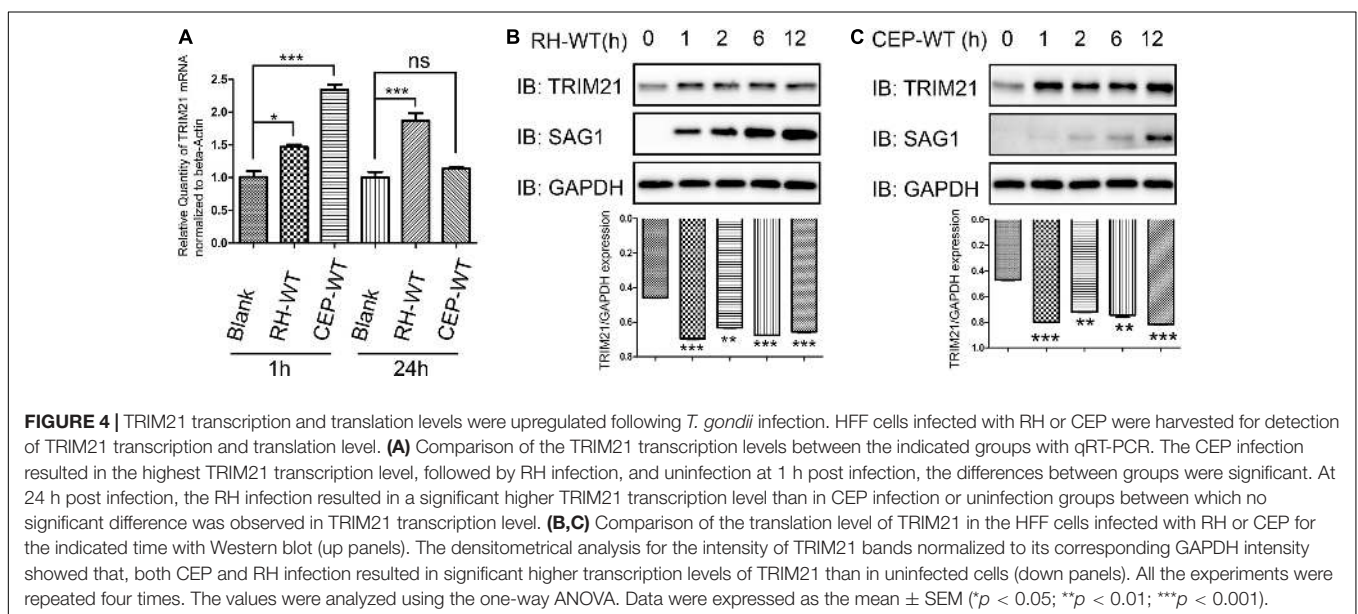 A
Relative Quantity of TRIM21 mRNA
normalized to beta-Actin
2.5
2.0
1.5
1.0
0.5
0.0
***
*
***
ns
Blank
RH-WT
CEP-WT
Blank
RH-WT
CEP-WT
1h
24h
B RH-WT(h) 0 1 2 6 12
IB: TRIM21
IB: SAG1
IB: GAPDH
TRIM21/GAPDH expression
0.0
0.2
0.4
0.6
0.8
*** ** *** ***
C CEP-WT (h) 0 1 2 6 12
IB: TRIM21
IB: SAG1
IB: GAPDH
TRIM21/GAPDH expression
0.0
0.2
0.4
0.6
0.8
1.0
*** ** ** ***
FIGURE 4 | TRIM21 transcription and translation levels were upregulated following T. gondii infection. HFF cells infected with RH or CEP were harvested for detection
of TRIM21 transcription and translation level. (A) Comparison of the TRIM21 transcription levels between the indicated groups with qRT-PCR. The CEP infection
resulted in the highest TRIM21 transcription level, followed by RH infection, and uninfection at 1 h post infection, the differences between groups were significant. At
24 h post infection, the RH infection resulted in a significant higher TRIM21 transcription level than in CEP infection or uninfection groups between which no
significant difference was observed in TRIM21 transcription level. (B,C) Comparison of the translation level of TRIM21 in the HFF cells infected with RH or CEP for
the indicated time with Western blot (up panels). The densitometrical analysis for the intensity of TRIM21 bands normalized to its corresponding GAPDH intensity
showed that, both CEP and RH infection resulted in significant higher transcription levels of TRIM21 than in uninfected cells (down panels). All the experiments were
repeated four times. The values were analyzed using the one-way ANOVA. Data were expressed as the mean ± SEM (*p < 0.05; **p < 0.01; ***p < 0.001).